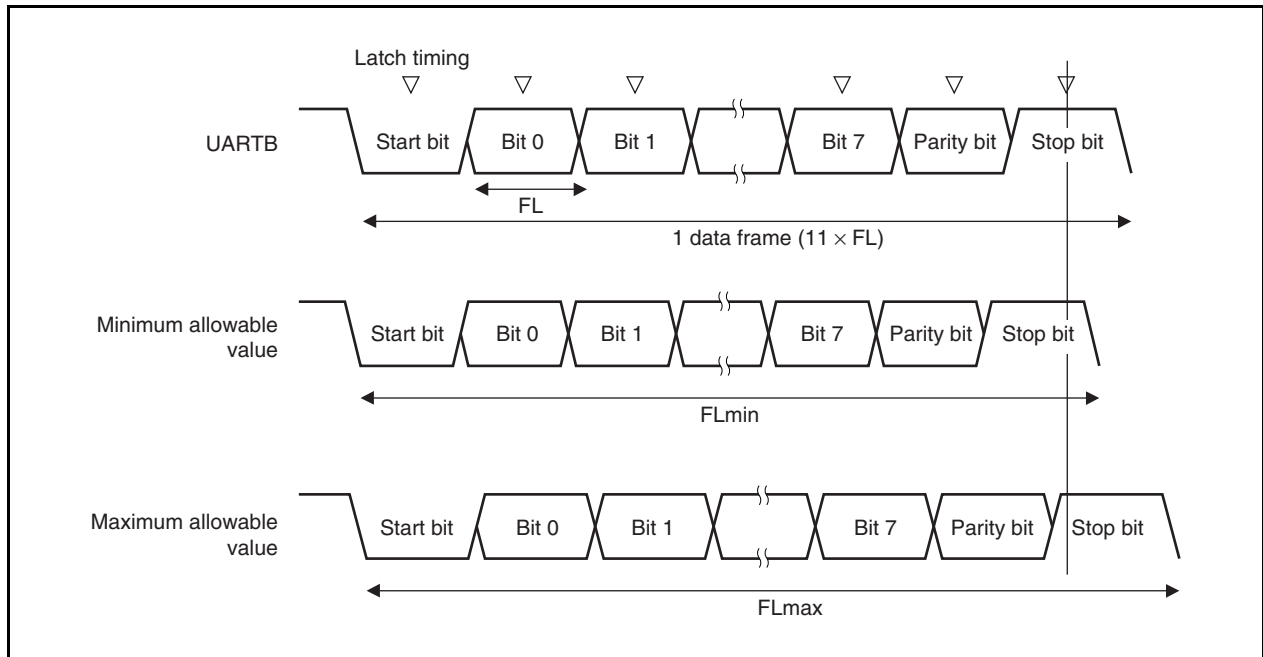 Latch timing
UARTB
Start bit
Bit 0
Bit 1
Bit 7
Parity bit
Stop bit
FL
1 data frame (11 × FL)
Minimum allowable
value
Start bit
Bit 0
Bit 1
Bit 7
Parity bit
Stop bit
FLmin
Maximum allowable
value
Start bit
Bit 0
Bit 1
Bit 7
Parity bit
Stop bit
FLmax